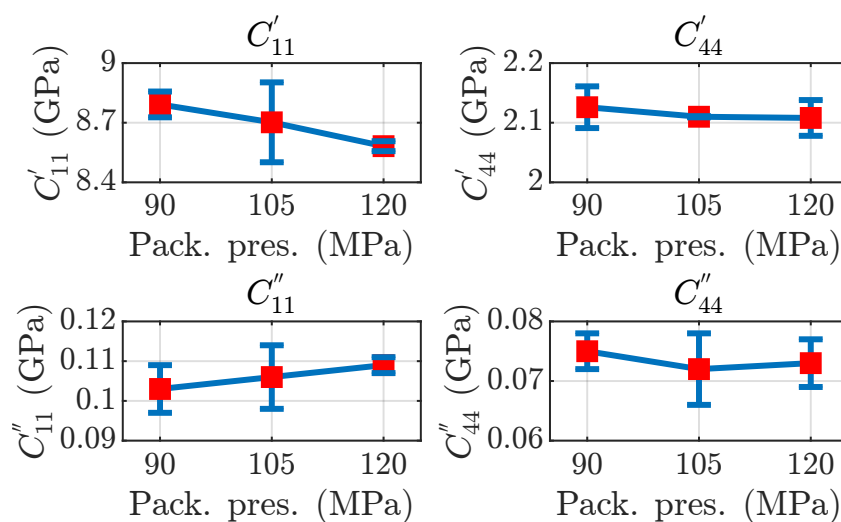 C'₁₁
C'₁₁ (GPa)
9
8.7
8.4
90 105 120
Pack. pres. (MPa)
C'₄₄
C'₄₄ (GPa)
2.2
2.1
2
90 105 120
Pack. pres. (MPa)
C''₁₁
C''₁₁ (GPa)
0.12
0.11
0.1
0.09
90 105 120
Pack. pres. (MPa)
C''₄₄
C''₄₄ (GPa)
0.08
0.07
0.06
90 105 120
Pack. pres. (MPa)